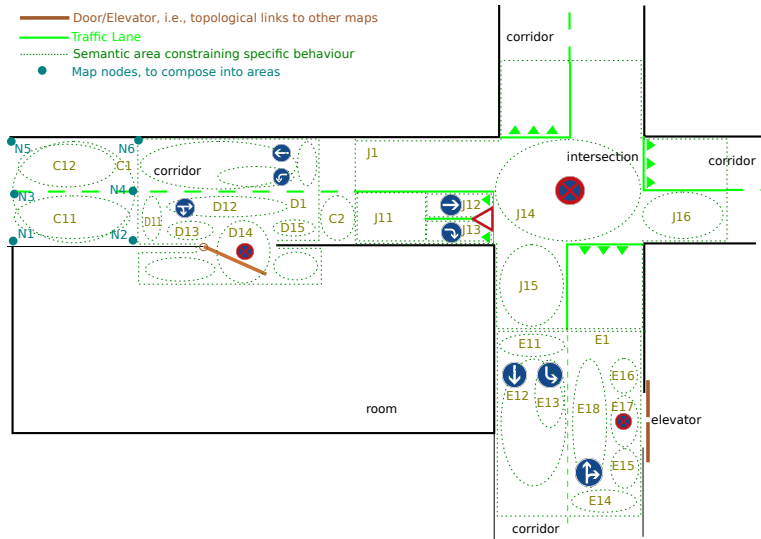 Door/Elevator, i.e., topological links to other maps
Traffic Lane
Semantic area constraining specific behaviour
Map nodes, to compose into areas
corridor
N5
N6
C12
C1
corridor
J1
intersection
corridor
N3
N4
C11
D11
D12
D1
C2
J11
J12
J14
J16
N1
N2
D13
D14
D15
J13
J15
E11
E1
E12
E13
E16
E18
E17
room
elevator
E15
E14
corridor